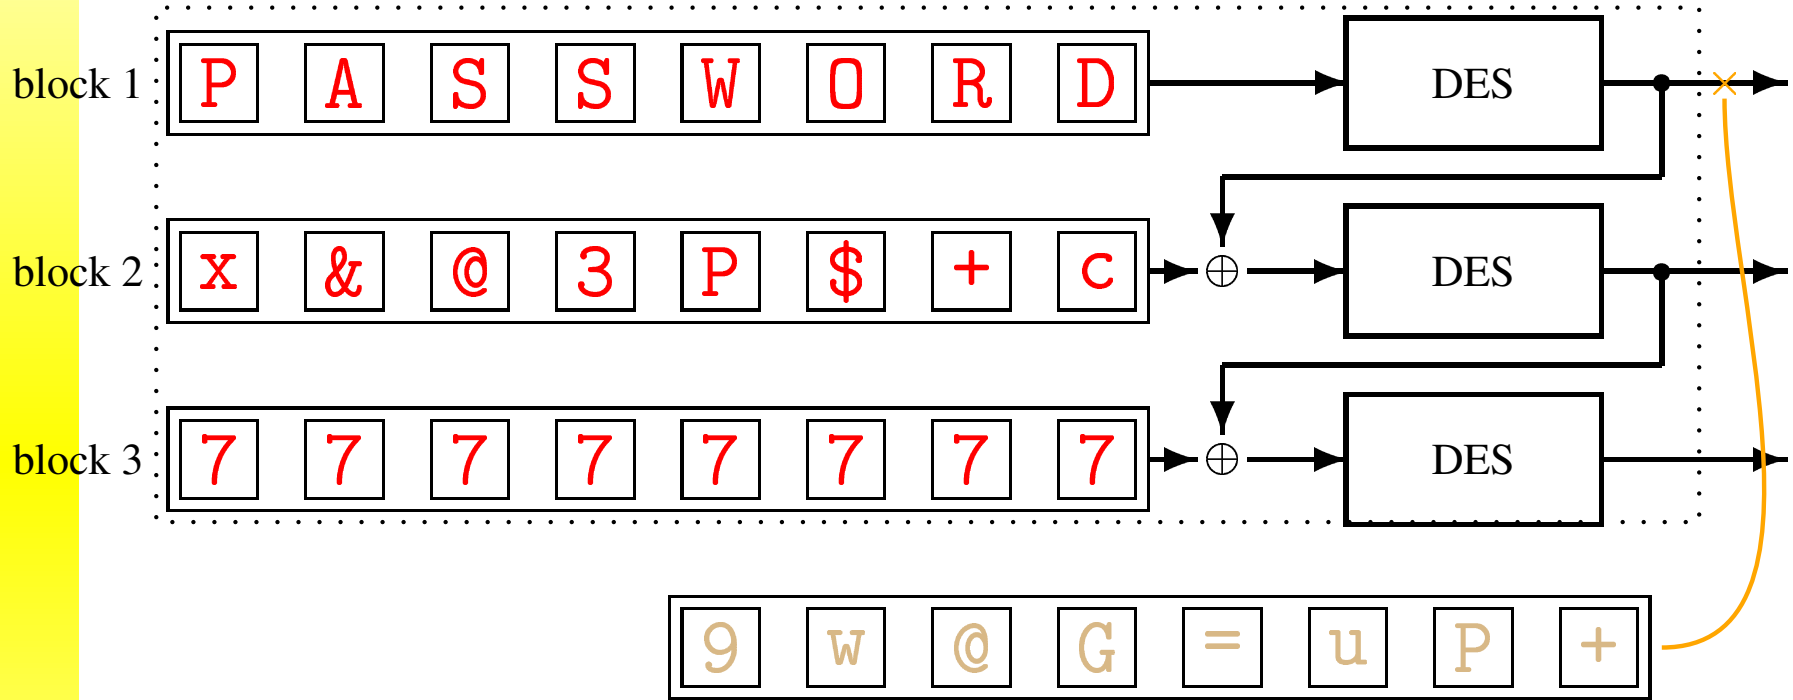 block 1 P A S S W O R D DES
block 2 x & @ 3 P $ + c DES
block 3 7 7 7 7 7 7 7 7 DES
9 w @ G = u P +